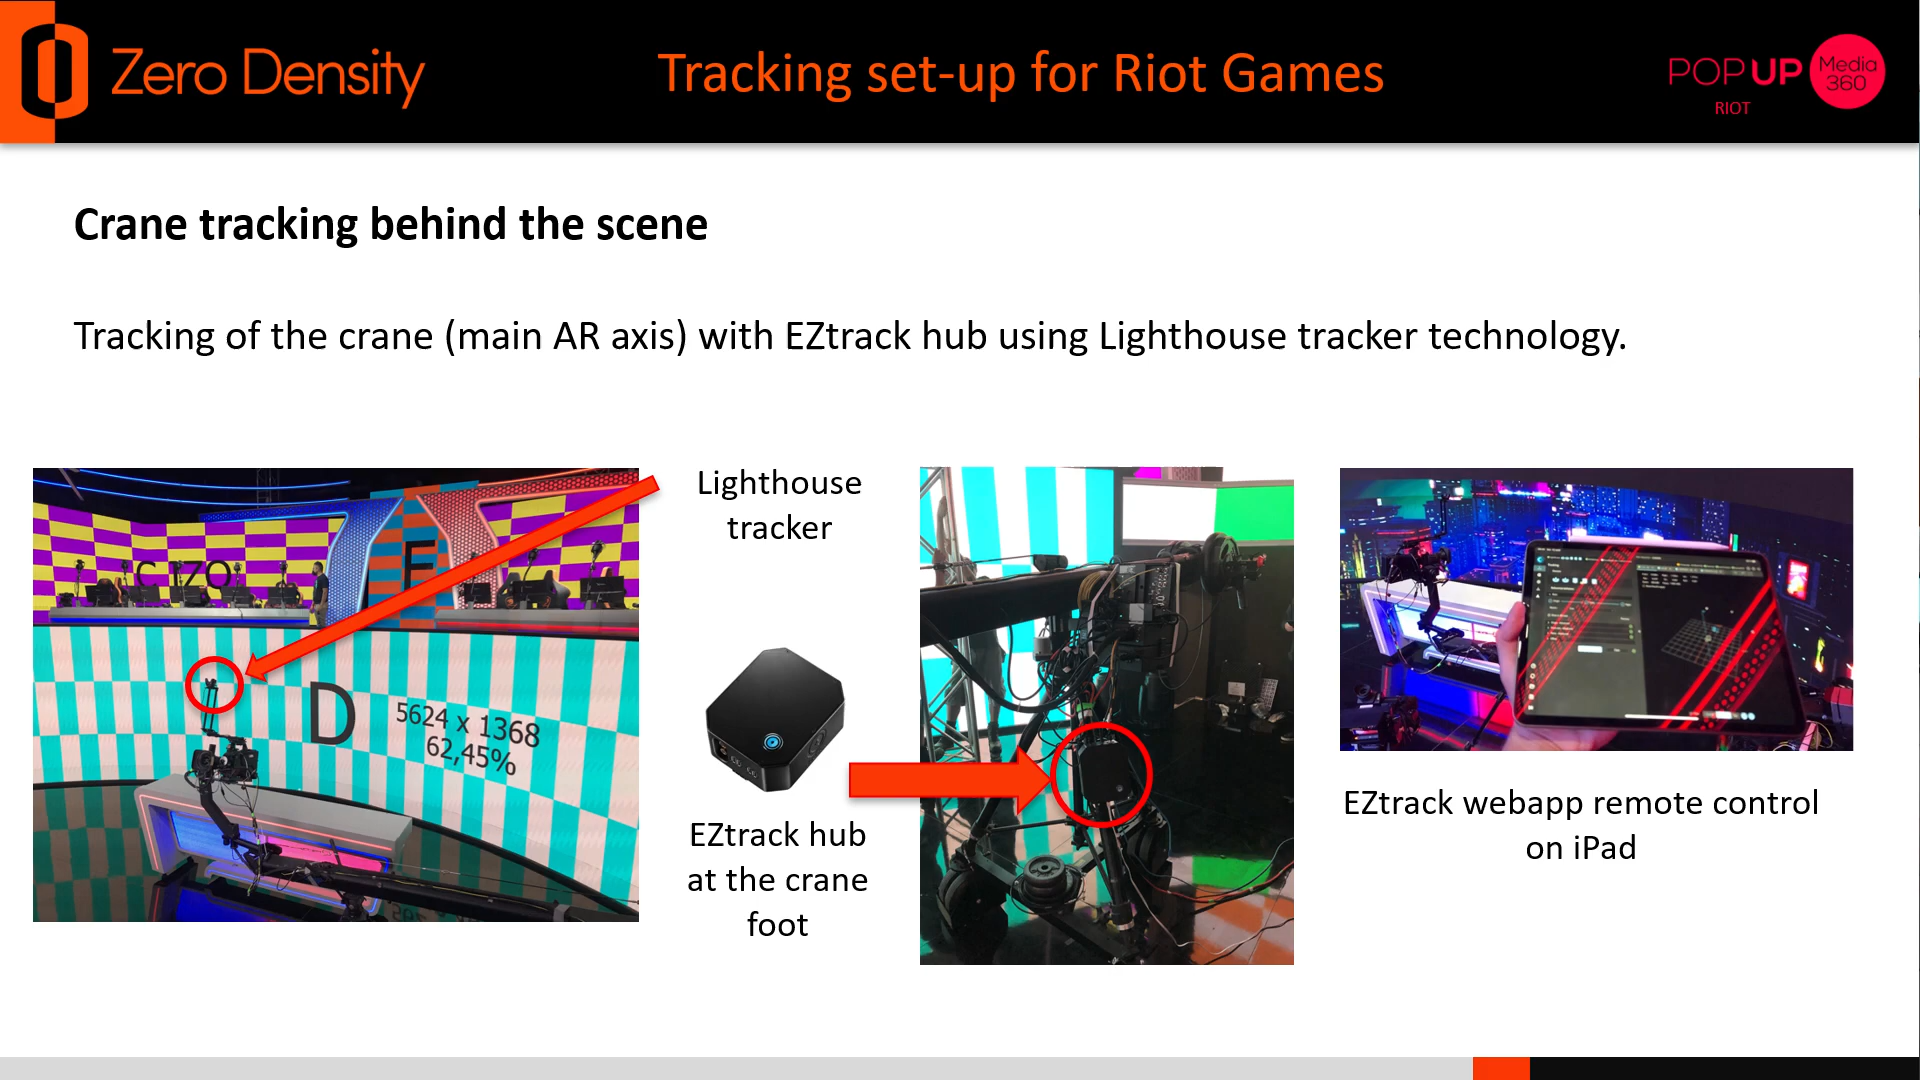 Zero Density
Tracking set-up for Riot Games
POPUP Media 360
RIOT
Crane tracking behind the scene
Tracking of the crane (main AR axis) with EZtrack hub using Lighthouse tracker technology.
Lighthouse
tracker
E
D
5624 x 1368
62,45%
EZtrack hub
at the crane
foot
EZtrack webapp remote control
on iPad